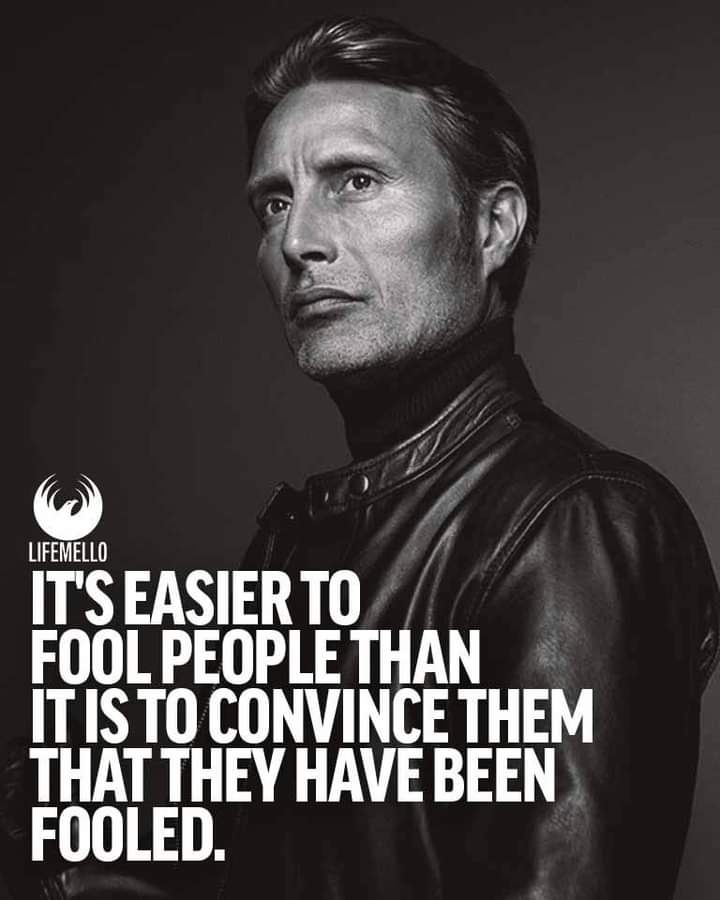 LIFEMELLO
IT'S EASIER TO
FOOL PEOPLE THAN
IT IS TO CONVINCE THEM
THAT THEY HAVE BEEN
FOOLED.